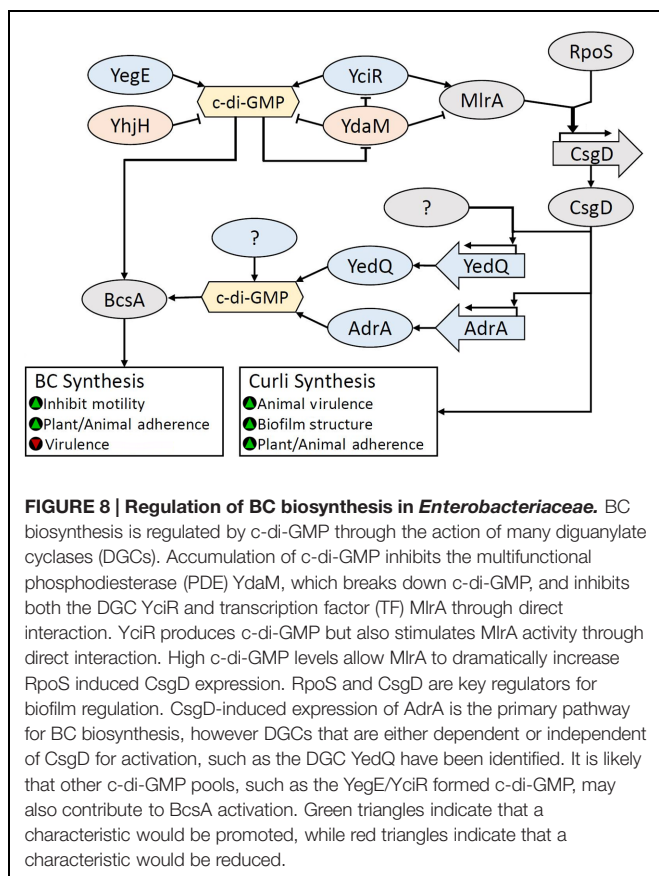 YegE
YciR
RpoS
c-di-GMP
MlrA
YhjH
YdaM
CsgD
?
CsgD
?
YedQ
YedQ
BcsA
c-di-GMP
AdrA
AdrA
BC Synthesis
Inhibit motility
Plant/Animal adherence
Virulence
Curli Synthesis
Animal virulence
Biofilm structure
Plant/Animal adherence
FIGURE 8 | Regulation of BC biosynthesis in Enterobacteriaceae. BC
biosynthesis is regulated by c-di-GMP through the action of many diguanylate
cyclases (DGCs). Accumulation of c-di-GMP inhibits the multifunctional
phosphodiesterase (PDE) YdaM, which breaks down c-di-GMP, and inhibits
both the DGC YciR and transcription factor (TF) MlrA through direct
interaction. YciR produces c-di-GMP but also stimulates MlrA activity through
direct interaction. High c-di-GMP levels allow MlrA to dramatically increase
RpoS induced CsgD expression. RpoS and CsgD are key regulators for
biofilm regulation. CsgD-induced expression of AdrA is the primary pathway
for BC biosynthesis, however DGCs that are either dependent or independent
of CsgD for activation, such as the DGC YedQ have been identified. It is likely
that other c-di-GMP pools, such as the YegE/YciR formed c-di-GMP, may
also contribute to BcsA activation. Green triangles indicate that a
characteristic would be promoted, while red triangles indicate that a
characteristic would be reduced.